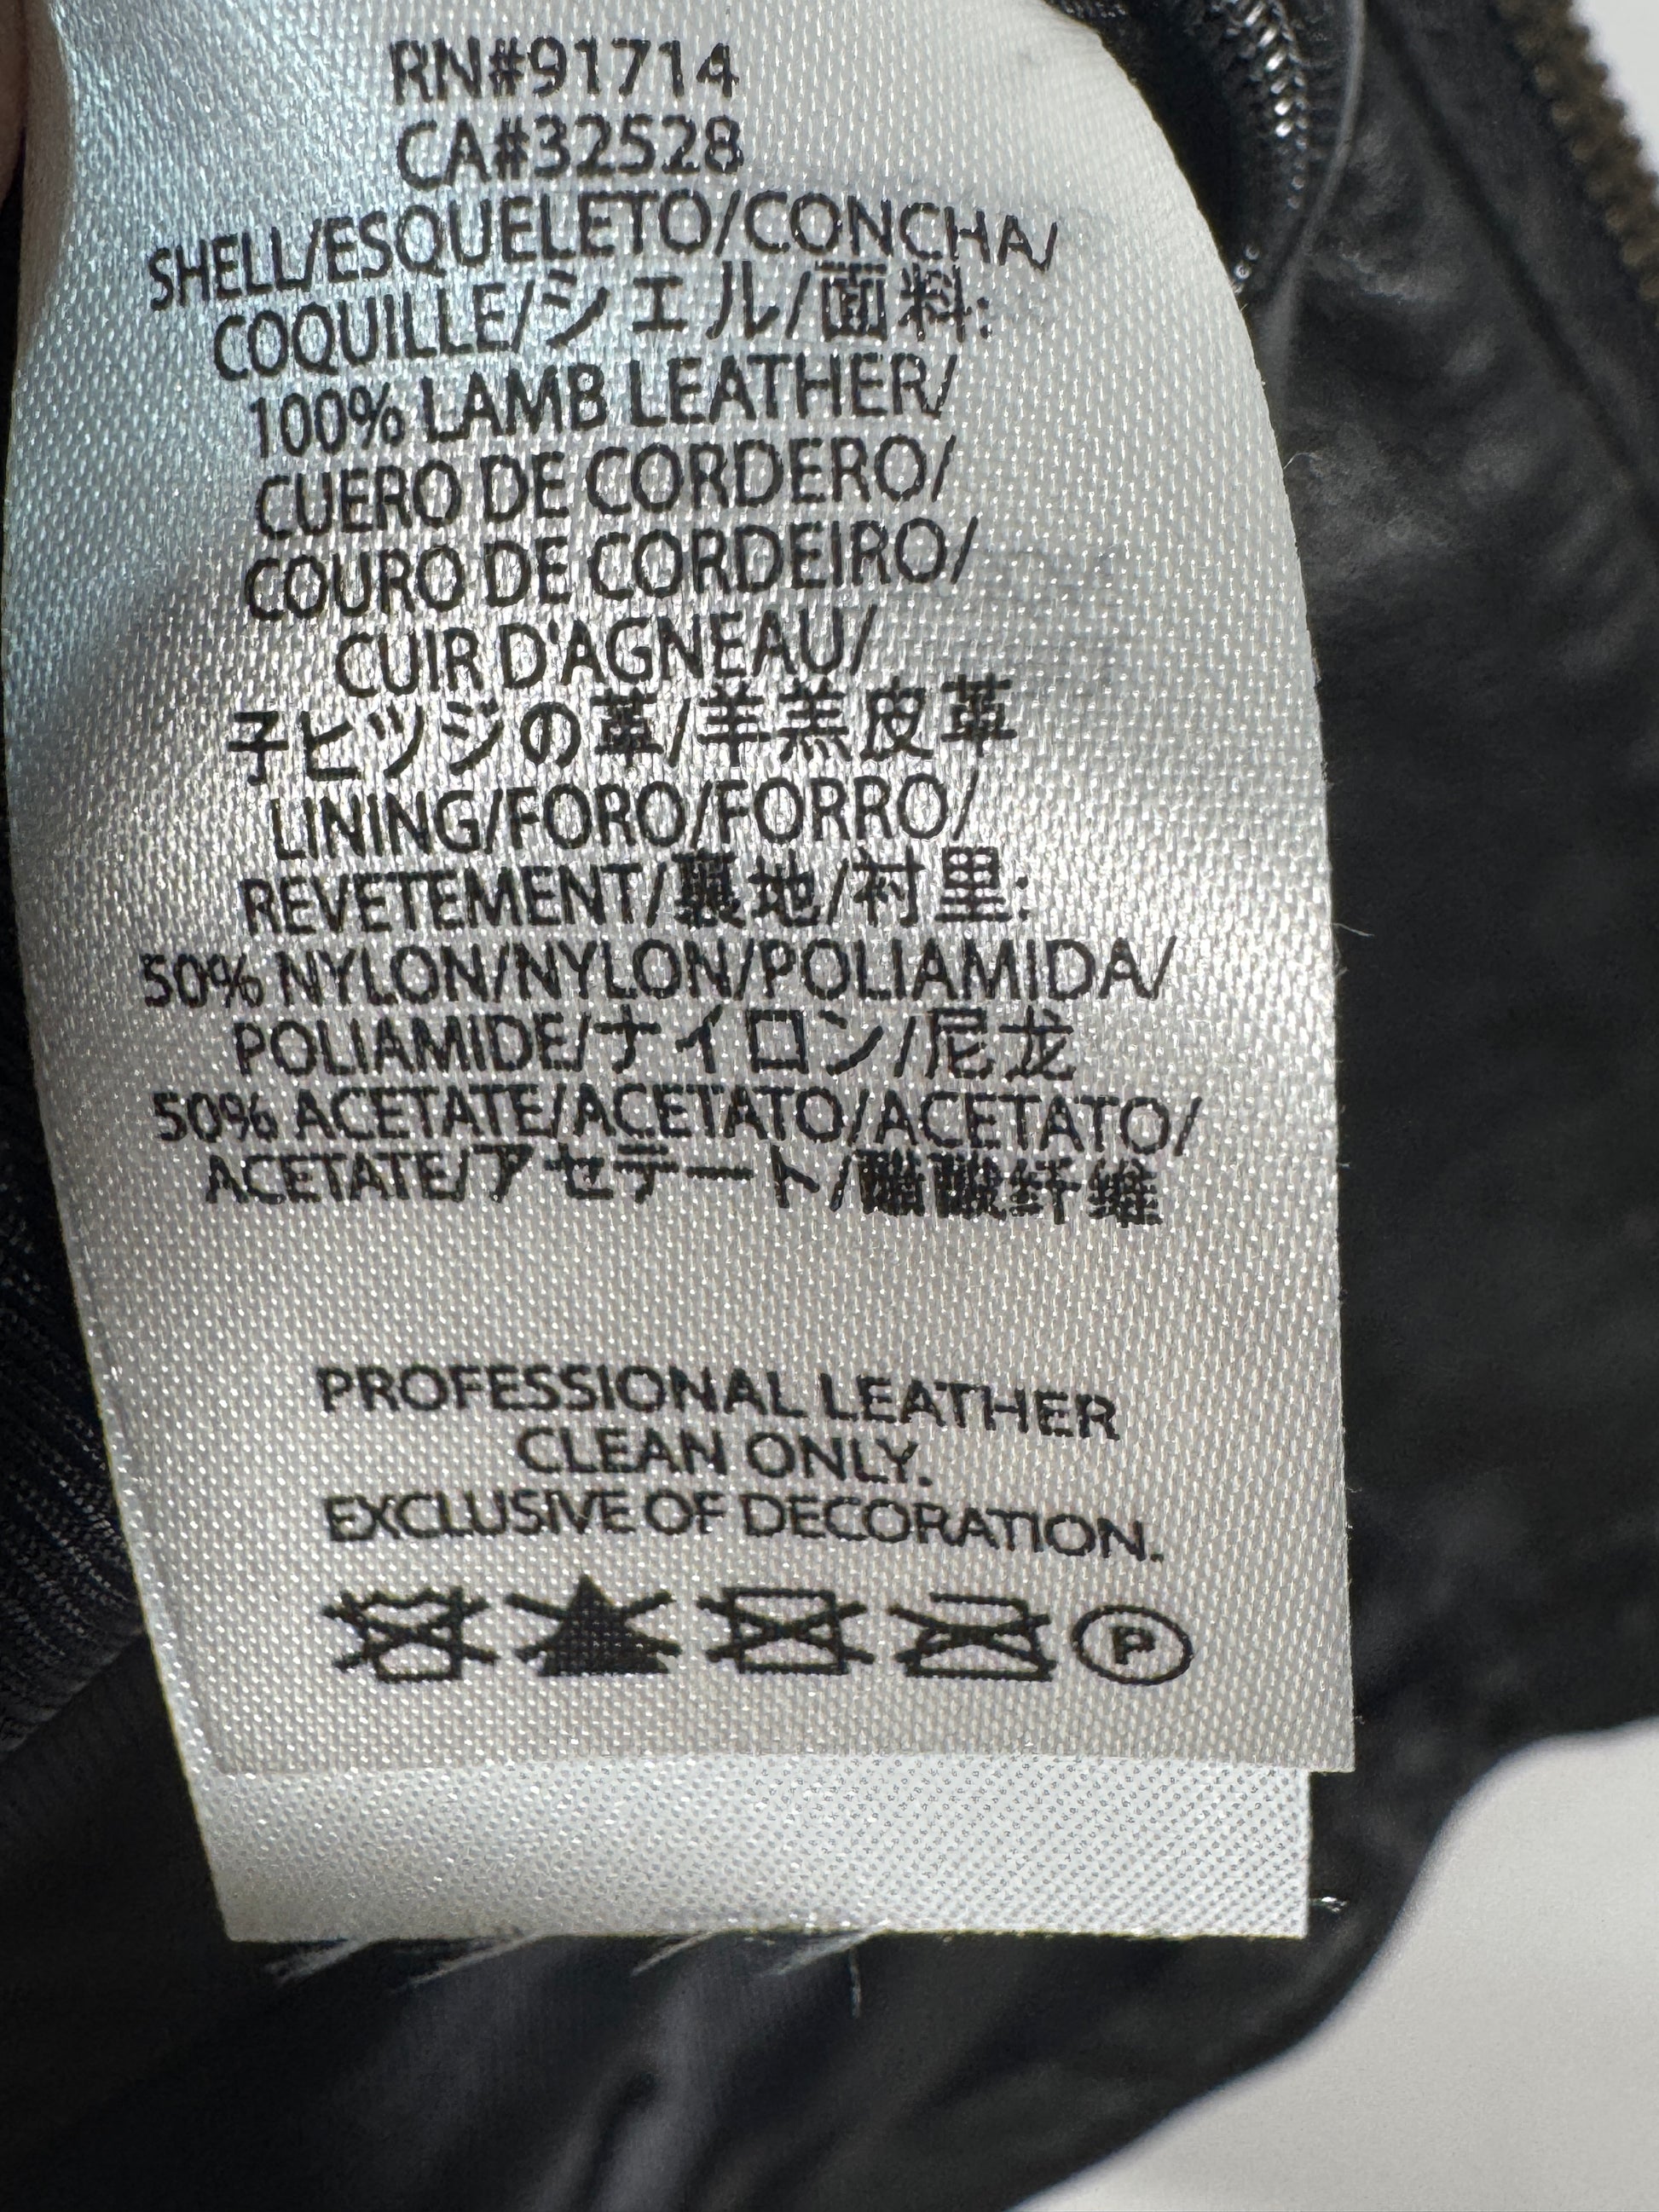 RN#91714
CA#32528
SHELL/ESQUELETO/CONCHA/
COQUILLE/シェル/面料:
100% LAMB LEATHER/
CUERO DE CORDERO/
COURO DE CORDEIRO/
CUIR D'AGNEAU/
子ヒツジの革/羊羔皮革
LINING/FORO/FORRO/
REVETEMENT/裏地/衬里:
50% NYLON/NYLON/POLIAMIDA/
POLIAMIDE/ナイロン/尼龙
50% ACETATE/ACETATO/ACETATO/
ACETATE/アセテート/醋酸纤维
PROFESSIONAL LEATHER
CLEAN ONLY.
EXCLUSIVE OF DECORATION.
P